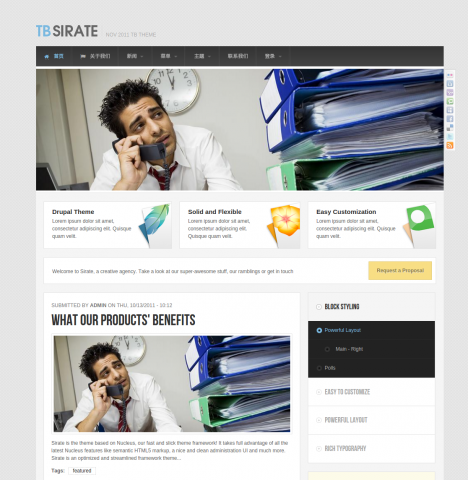 TB SIRATE NOV 2011 TB THEME
首页 关于我们 新闻 菜单 主题 联系我们 登录
Drupal Theme
Lorem ipsum dolor sit amet,
consectetur adipiscing elit. Quisque
quam velit.
Solid and Flexible
Lorem ipsum dolor sit amet,
consectetur adipiscing elit. Quisque
quam velit.
Easy Customization
Lorem ipsum dolor sit amet,
consectetur adipiscing elit. Quisque
quam velit.
Welcome to Sirate, a creative agency. Take a look at our super-awesome stuff, our ramblings or get in touch
Request a Proposal
SUBMITTED BY ADMIN ON THU, 10/13/2011 - 10:12
WHAT OUR PRODUCTS' BENEFITS
Sirate is the theme based on Nucleus, our fast and slick theme framework! It takes full advantage of all the
latest Nucleus features like semantic HTML5 markup, a nice and clean administration UI and much more.
Sirate is an optimized and streamlined framework theme...
Tags: featured
BLOCK STYLING
Powerful Layout
Main - Right
Polls
EASY TO CUSTOMIZE
POWERFUL LAYOUT
RICH TYPOGRAPHY